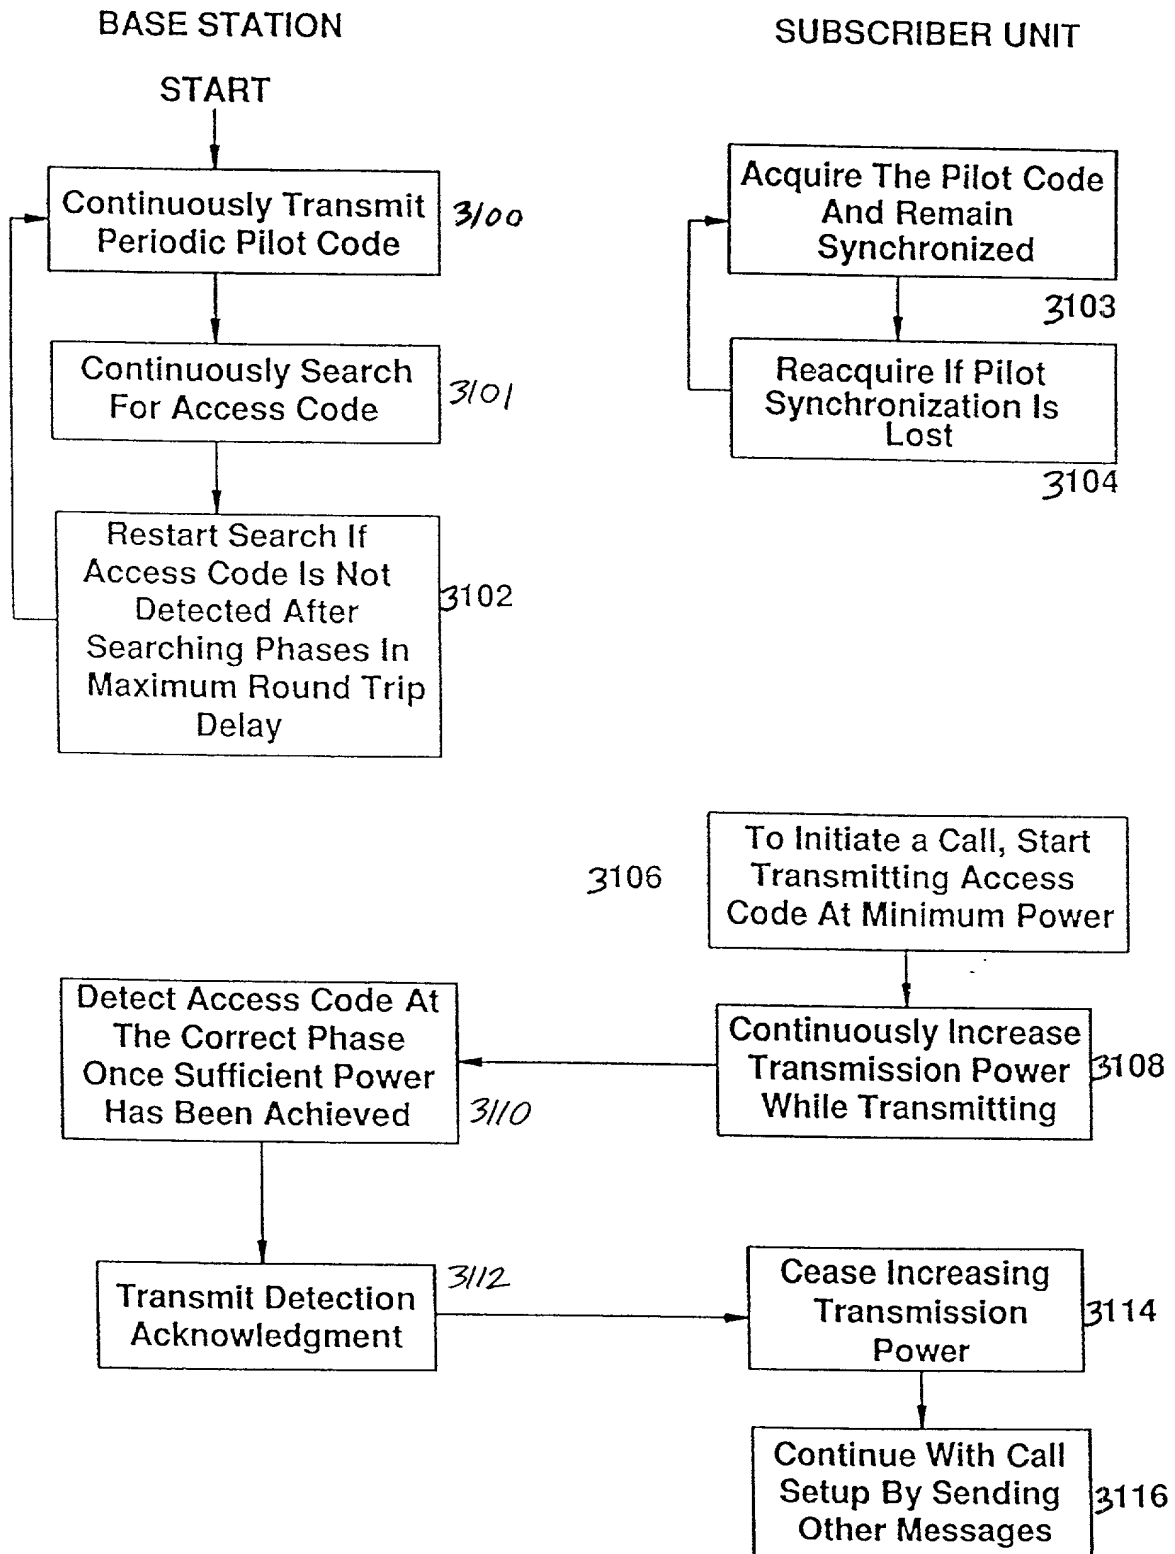 BASE STATION
SUBSCRIBER UNIT
START
Continuously Transmit
Periodic Pilot Code
3100
Acquire The Pilot Code
And Remain
Synchronized
3103
Continuously Search
For Access Code
3101
Reacquire If Pilot
Synchronization Is
Lost
3104
Restart Search If
Access Code Is Not
Detected After
Searching Phases In
Maximum Round Trip
Delay
3102
To Initiate a Call, Start
Transmitting Access
Code At Minimum Power
3106
Detect Access Code At
The Correct Phase
Once Sufficient Power
Has Been Achieved
3110
Continuously Increase
Transmission Power
While Transmitting
3108
Transmit Detection
Acknowledgment
3112
Cease Increasing
Transmission
Power
3114
Continue With Call
Setup By Sending
Other Messages
3116